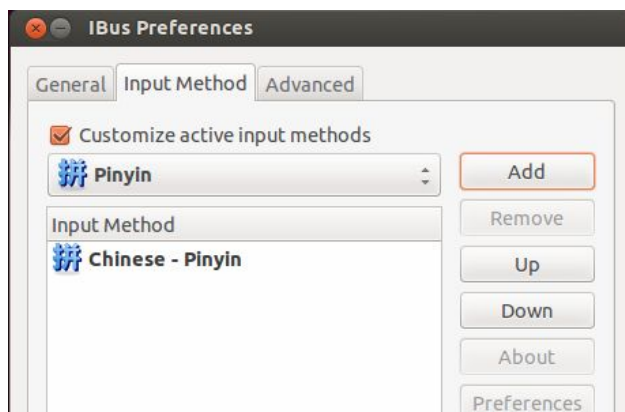 IBus Preferences
General Input Method Advanced
Customize active input methods
拼 Pinyin
Add
Input Method
Remove
拼 Chinese - Pinyin
Up
Down
About
Preferences